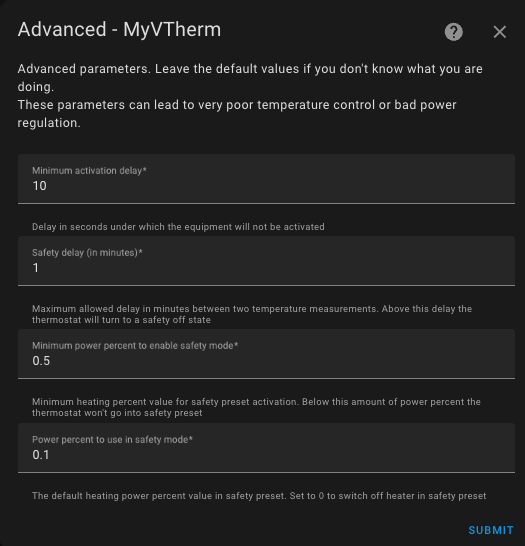 Advanced - MyVTherm
Advanced parameters. Leave the default values if you don't know what you are
doing.
These parameters can lead to very poor temperature control or bad power
regulation.
Minimum activation delay*
10
Delay in seconds under which the equipment will not be activated
Safety delay (in minutes)*
1
Maximum allowed delay in minutes between two temperature measurements. Above this delay the
thermostat will turn to a safety off state
Minimum power percent to enable safety mode*
0.5
Minimum heating percent value for safety preset activation. Below this amount of power percent the
thermostat won't go into safety preset
Power percent to use in safety mode*
0.1
The default heating power percent value in safety preset. Set to 0 to switch off heater in safety preset
SUBMIT